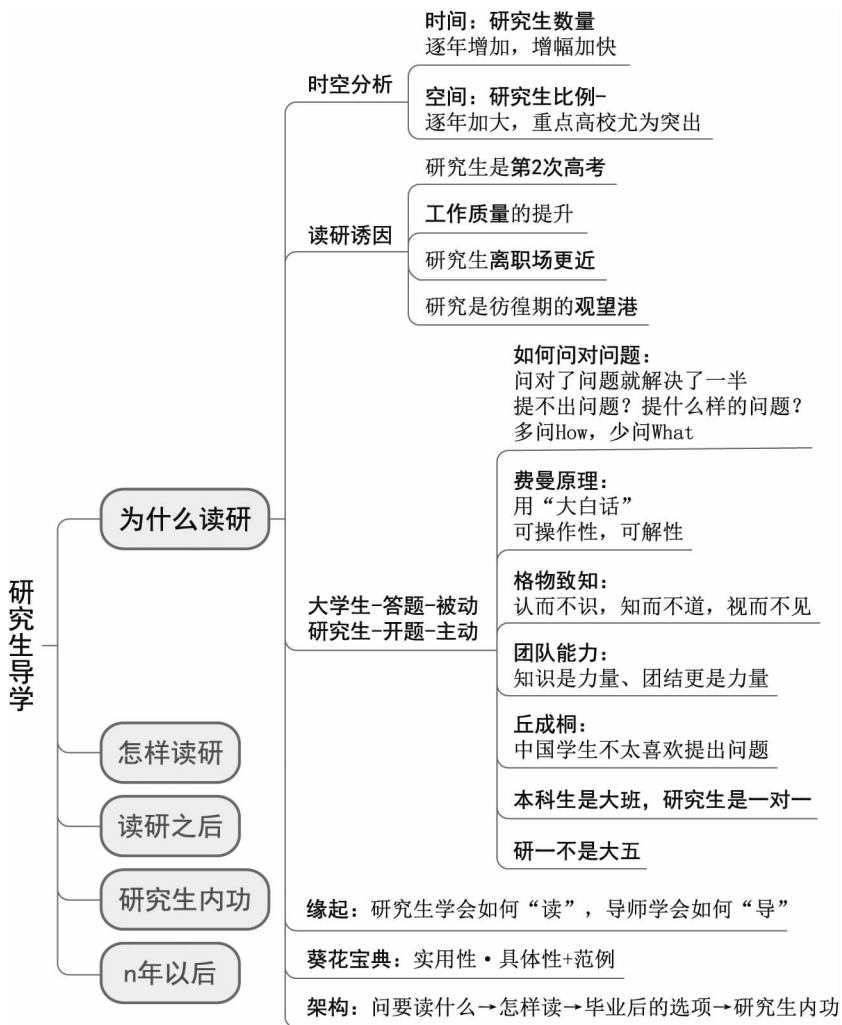 研究生导学
为什么读研
时空分析
时间：研究生数量
逐年增加，增幅加快
空间：研究生比例-
逐年加大，重点高校尤为突出
读研诱因
研究生是第2次高考
工作质量的提升
研究生离职场更近
研究是彷徨期的观望港
大学生-答题-被动
研究生-开题-主动
如何问对问题：
问对了问题就解决了一半
提不出问题？提什么样的问题？
多问How，少问What
费曼原理：
用“大白话”
可操作性，可解性
格物致知：
认而不识，知而不道，视而不见
团队能力：
知识是力量、团结更是力量
丘成桐：
中国学生不太喜欢提出问题
本科生是大班，研究生是一对一
研一不是大五
缘起：研究生学会如何“读”，导师学会如何“导”
葵花宝典：实用性·具体性+范例
架构：问要读什么→怎样读→毕业后的选项→研究生内功
怎样读研
读研之后
研究生内功
n年以后